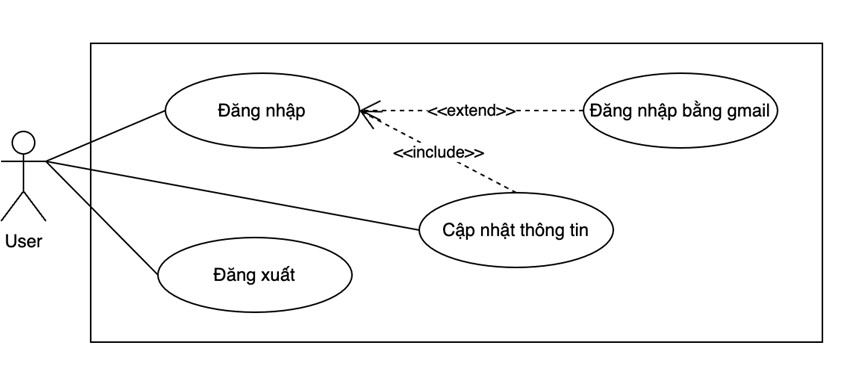 Đăng nhập
<<extend>>
Đăng nhập bằng gmail
<<include>>
User
Cập nhật thông tin
Đăng xuất